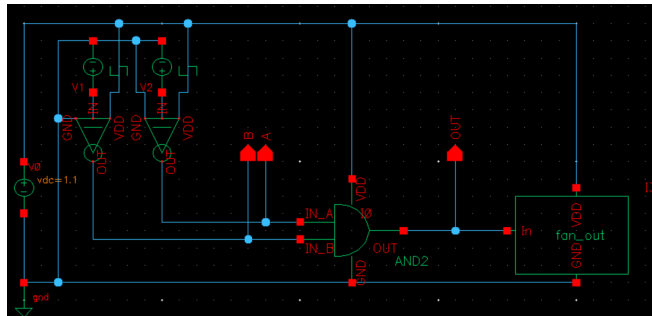 V1
V2
IN
IN
GND
VDD
GND
VDD
OUT
OUT
B
A
OUT
V0
vdc=1.1
VDD
IN_A
I0
IN_B
OUT
AND2
GND
In
VDD
fan_out
GND
gnd